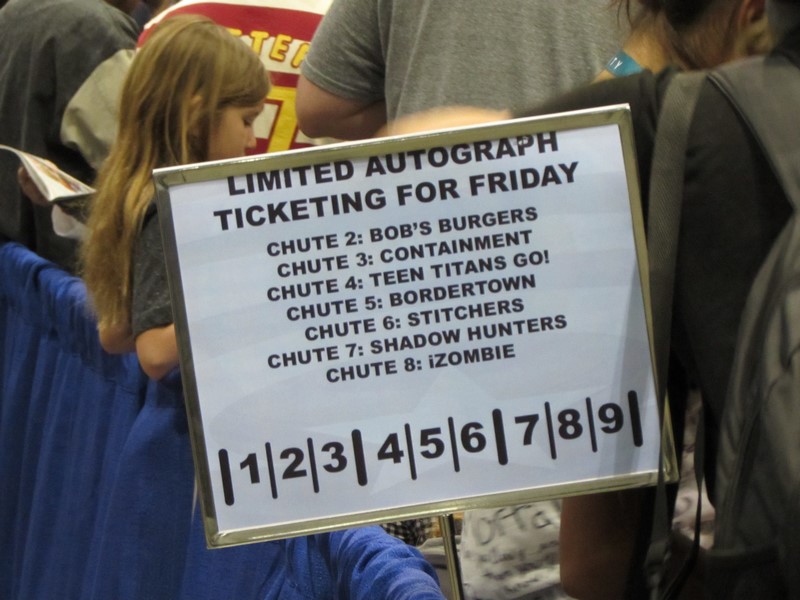 LIMITED AUTOGRAPH
TICKETING FOR FRIDAY
CHUTE 2: BOB'S BURGERS
CHUTE 3: CONTAINMENT
CHUTE 4: TEEN TITANS GO!
CHUTE 5: BORDERTOWN
CHUTE 6: STITCHERS
CHUTE 7: SHADOW HUNTERS
CHUTE 8: iZOMBIE
|1|2|3|4|5|6|7|8|9|